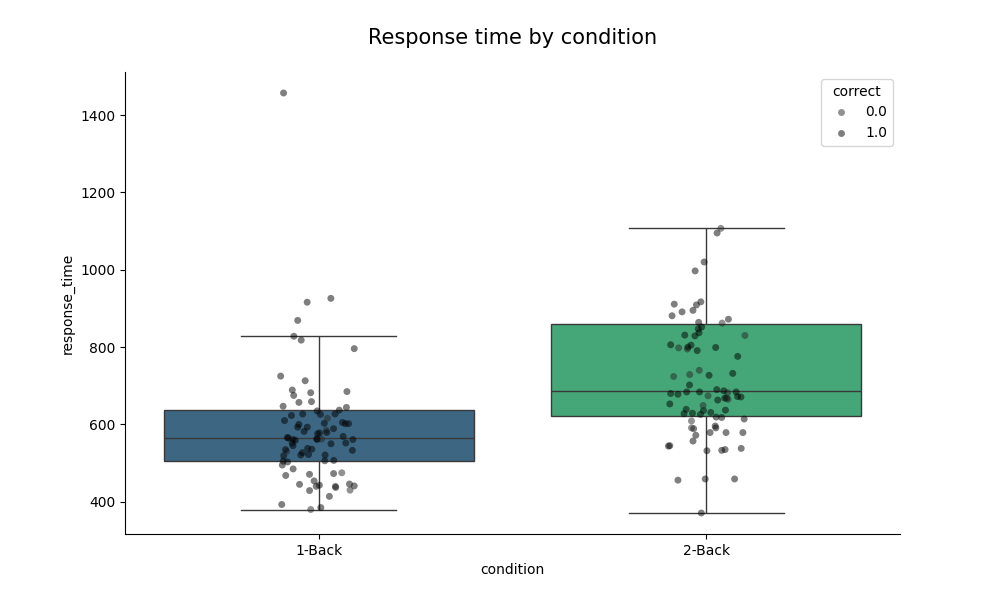 Response time by condition
correct
0.0
1.0
response_time
1400
1200
1000
800
600
400
1-Back
2-Back
condition